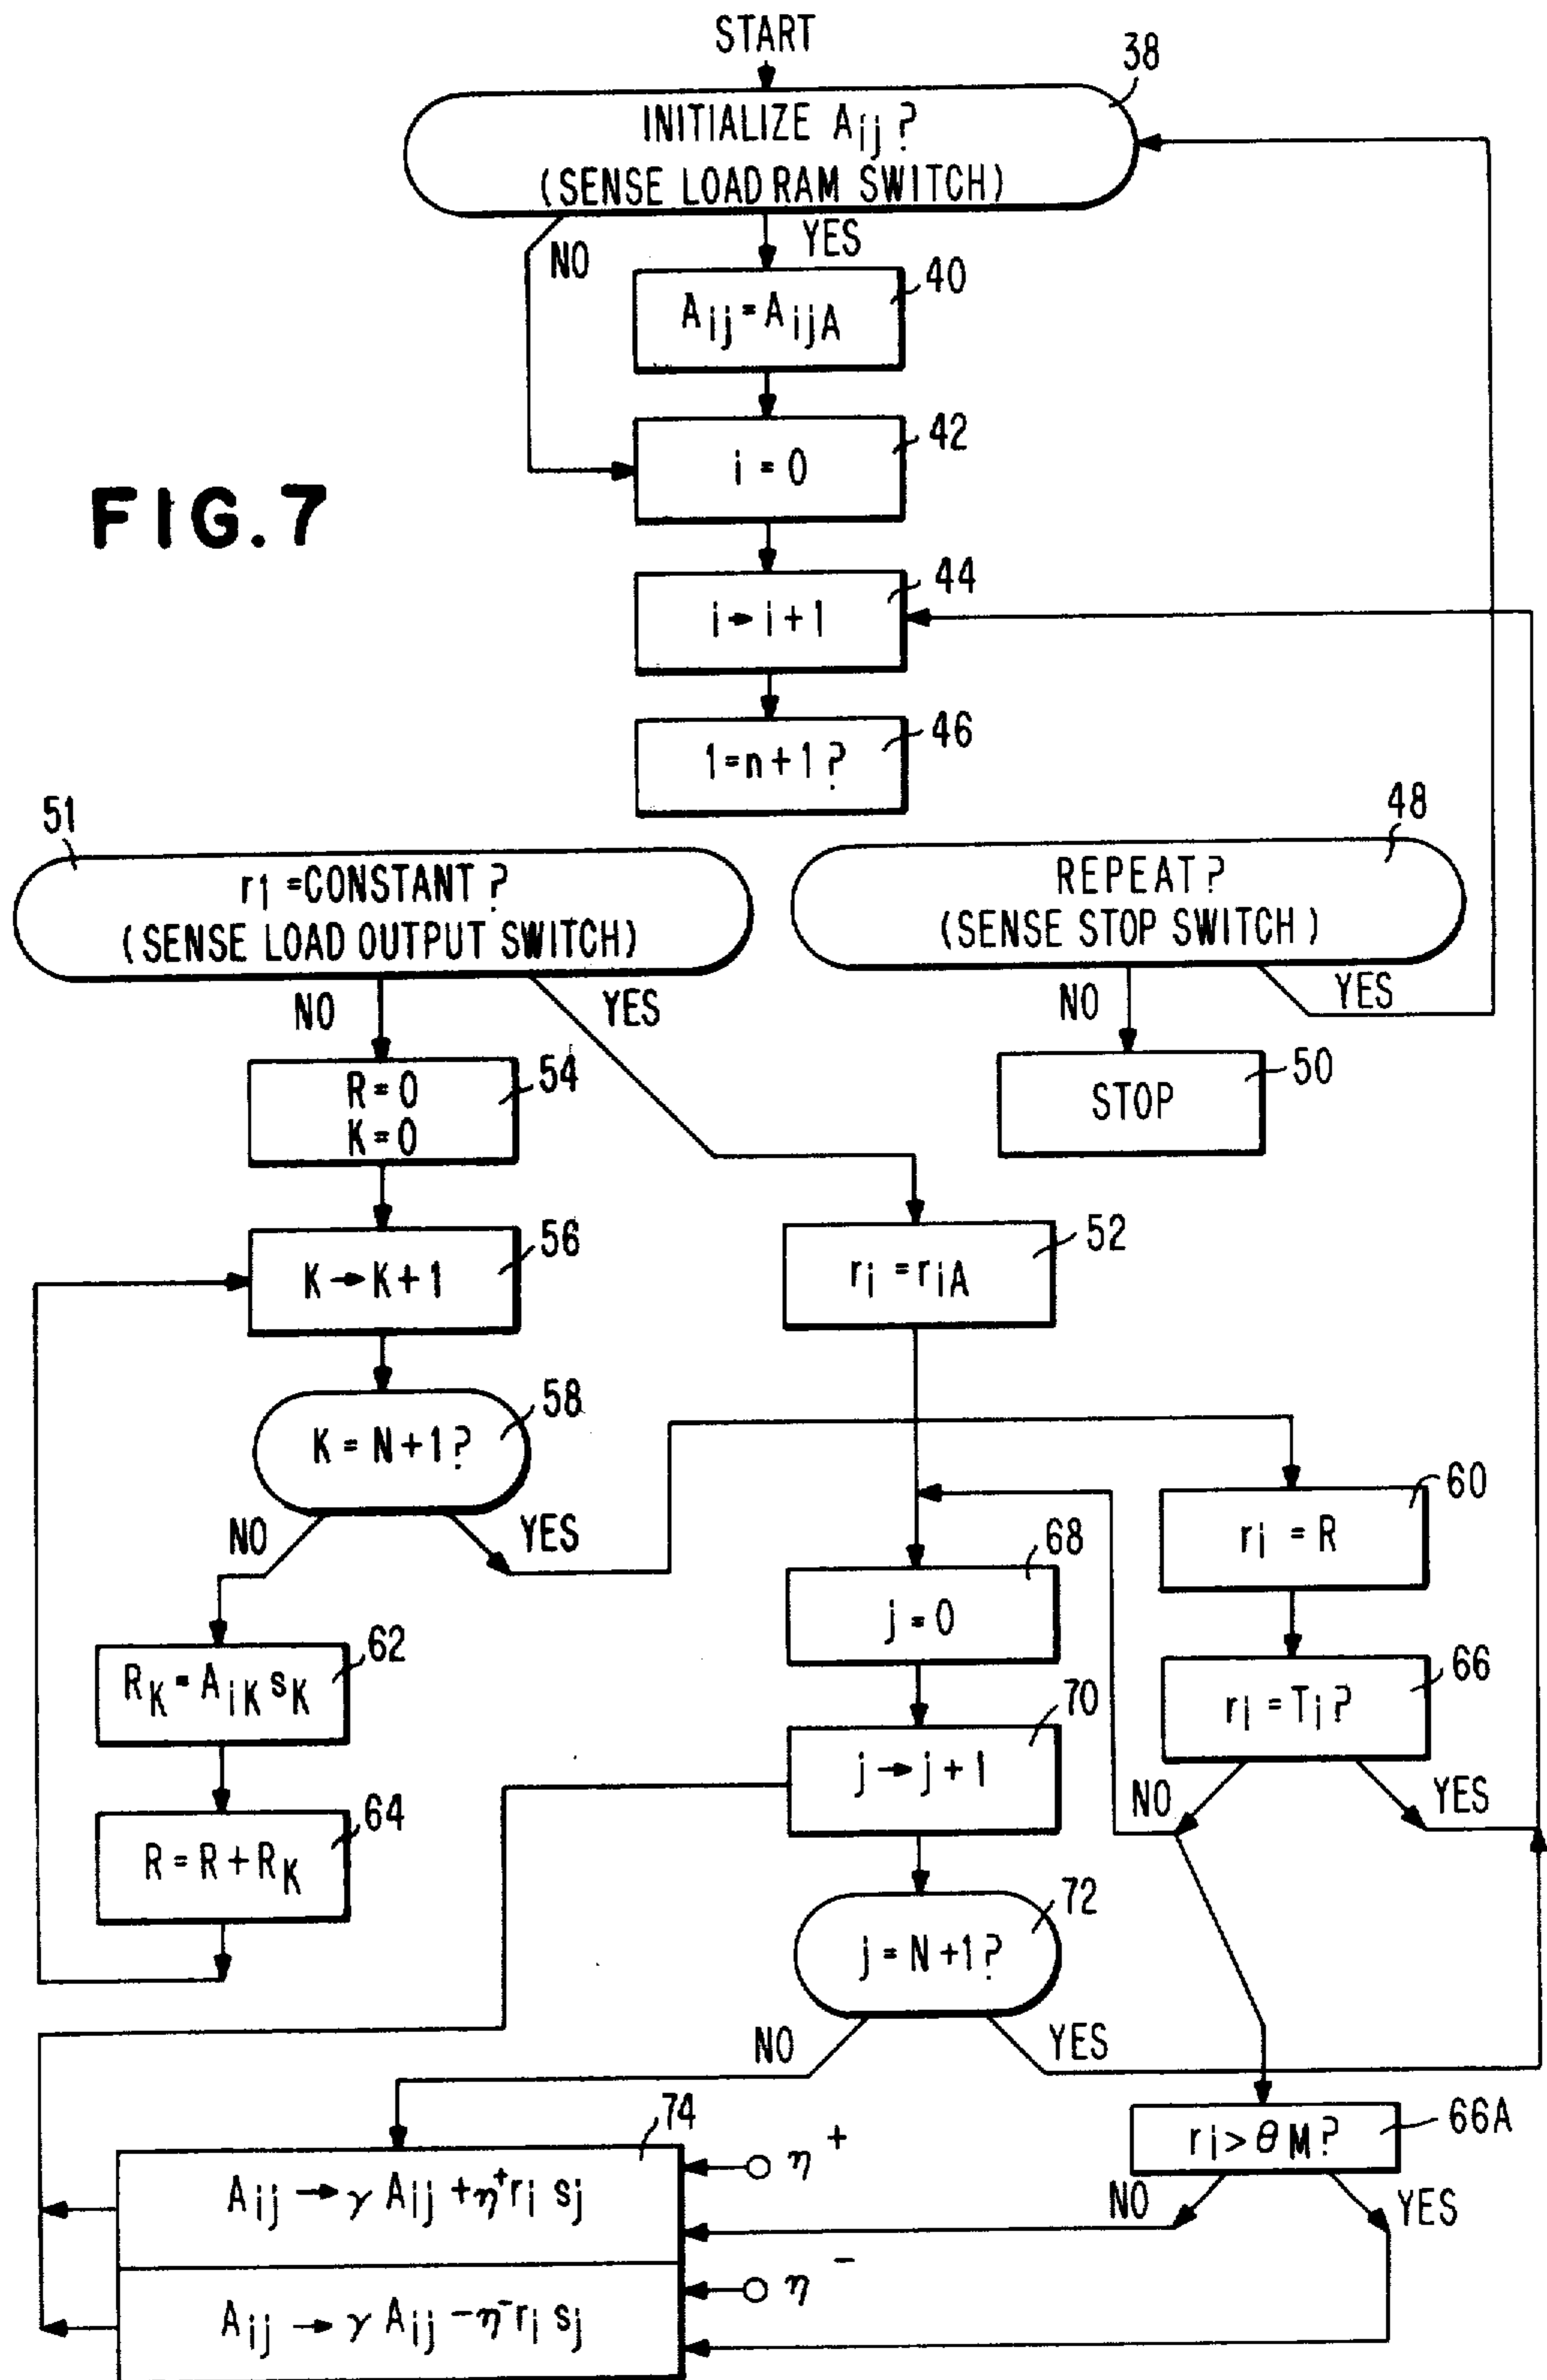 START
38
INITIALIZE Aij ?
(SENSE LOAD RAM SWITCH)
NO
YES
40
Aij = AijA
42
i = 0
FIG. 7
44
i → i + 1
46
1 = n + 1 ?
51
r1 = CONSTANT ?
(SENSE LOAD OUTPUT SWITCH)
48
REPEAT ?
(SENSE STOP SWITCH)
NO
YES
NO
YES
54
R = 0
K = 0
50
STOP
56
K → K + 1
52
ri = riA
58
K = N + 1 ?
NO
YES
60
ri = R
68
j = 0
62
RK = AiK sK
66
ri = Ti ?
70
j → j + 1
NO
YES
64
R = R + RK
72
j = N + 1 ?
NO
YES
74
66A
ri > θM ?
Aij → γ Aij + η+ ri sj
η +
NO
YES
Aij → γ Aij - η- ri sj
η -